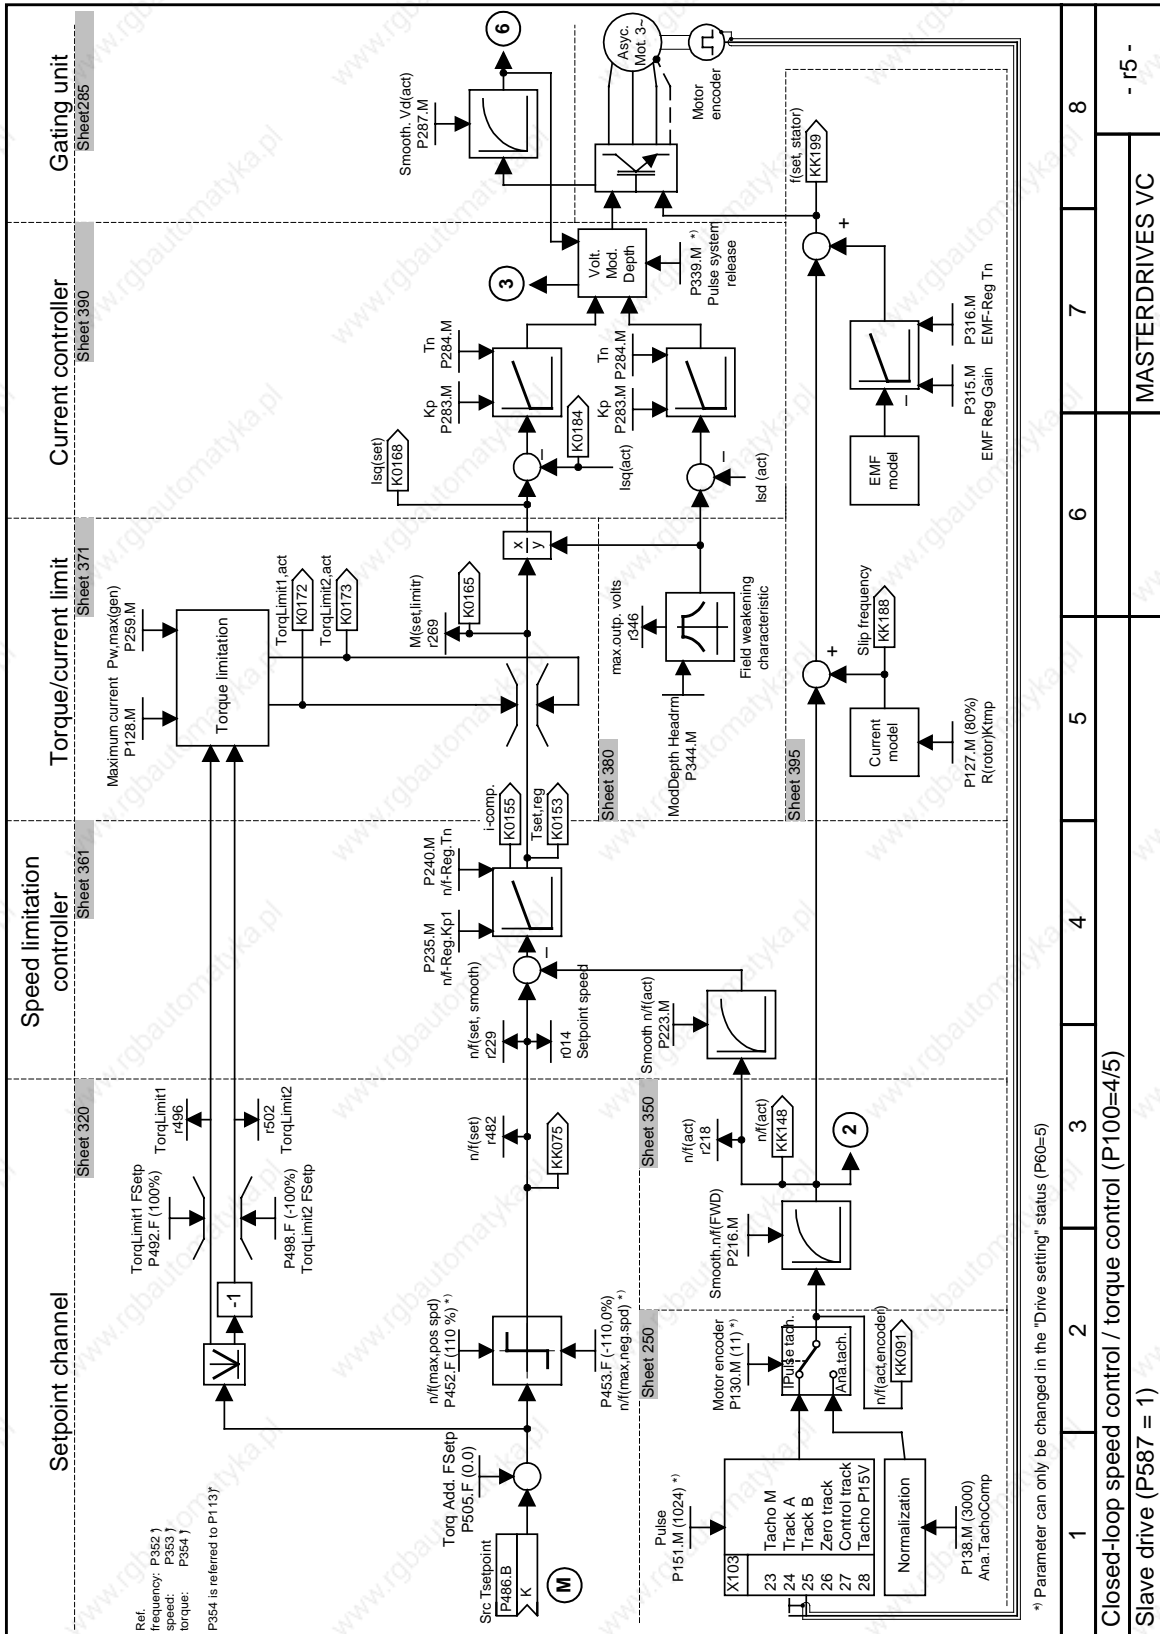 Setpoint channel
Sheet 320
Speed limitation
controller
Sheet 361
Torque/current limit
Sheet 371
Current controller
Sheet 390
Gating unit
Sheet285
Ref.
frequency: P352 *)
speed: P353 *)
torque: P354 *)
P354 is referred to P113*)
TorqLimit1 FSetp
P492.F (100%)
TorqLimit1
r496
P498.F (-100%)
TorqLimit2 FSetp
r502
TorqLimit2
-1
Maximum current
P128.M
Pw,max(gen)
P259.M
Torque limitation
TorqLimit1,act
K0172
TorqLimit2,act
K0173
M(set,limitr)
r269
K0165
Smooth. Vd(act)
P287.M
6
Asyc.
Mot. 3~
Motor
encoder
Src Tsetpoint
P486.B
K
M
Torq Add. FSetp
P505.F (0.0)
n/f(max,pos spd)
P452.F (110 %) *)
P453.F (-110,0%)
n/f(max,neg.spd) *)
n/f(set)
r482
KK075
n/f(set, smooth)
r229
r014
Setpoint speed
P235.M
n/f-Reg.Kp1
P240.M
n/f-Reg.Tn
i-comp.
K0155
Tset,reg
K0153
x
y
Isq(set)
K0168
K0184
Isq(act)
Kp
P283.M
Tn
P284.M
3
Volt.
Mod.
Depth
P339.M *)
Pulse system
release
Kp
P283.M
Tn
P284.M
Isd (act)
Sheet 380
max.outp. volts
r346
ModDepth Headrm
P344.M
Field weakening
characteristic
Sheet 250
Sheet 350
Smooth n/f(act)
P223.M
n/f(act)
r218
n/f(act)
KK148
2
Smooth.n/f(FWD)
P216.M
Motor encoder
P130.M (11) *)
IPulse tach.
Ana.tach.
n/f(act,encoder)
KK091
Pulse
P151.M (1024) *)
X103
23 Tacho M
24 Track A
25 Track B
26 Zero track
27 Control track
28 Tacho P15V
Normalization
P138.M (3000)
Ana.TachoComp
Sheet 395
Slip frequency
KK188
Current
model
P127.M (80%)
R(rotor)Ktmp
EMF
model
P315.M
EMF Reg Gain
P316.M
EMF-Reg Tn
f(set, stator)
KK199
*) Parameter can only be changed in the "Drive setting" status (P60=5)
1 2 3 4 5 6 7 8
Closed-loop speed control / torque control (P100=4/5)
- r5 -
Slave drive (P587 = 1)
MASTERDRIVES VC
www.rgbautomatyka.pl